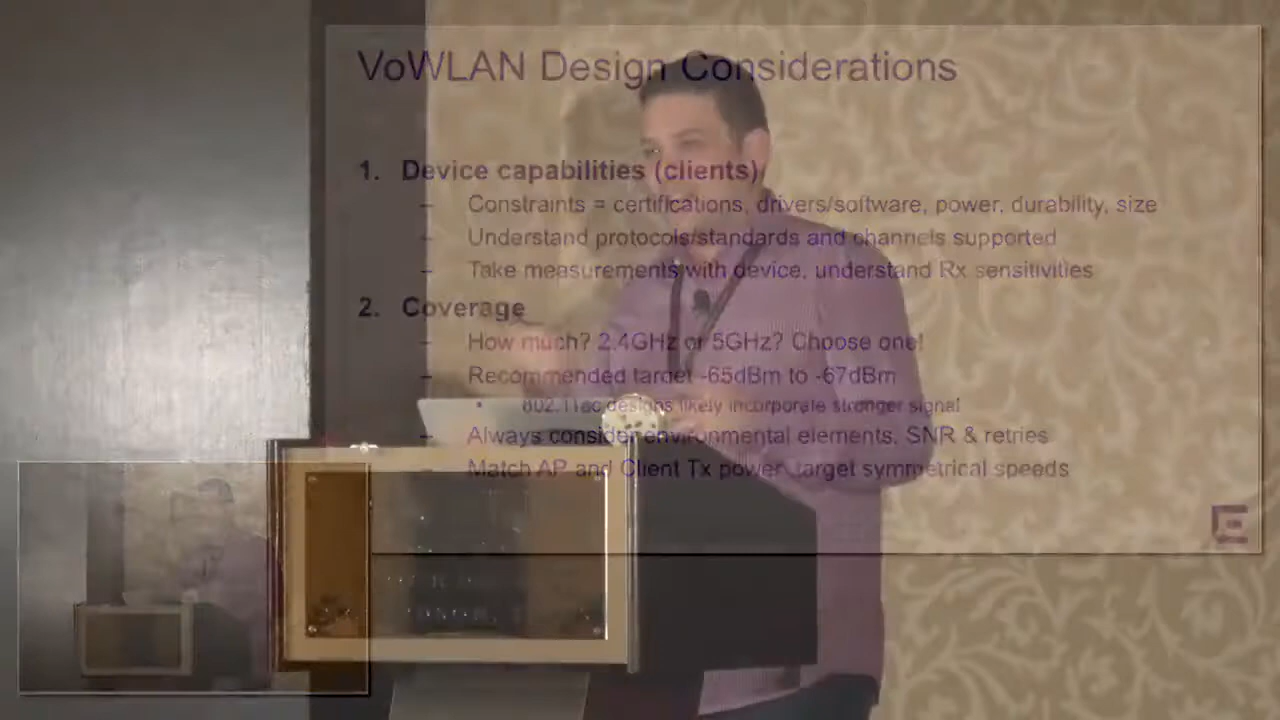 VoWLAN Design Considerations
1. Device capabilities (clients)
– Constraints = certifications, drivers/software, power, durability, size
– Understand protocols/standards and channels supported
– Take measurements with device, understand Rx sensitivities
2. Coverage
– How much? 2.4GHz or 5GHz? Choose one!
– Recommended target -65dBm to -67dBm
• 802.11ac designs likely incorporate stronger signal
– Always consider environmental elements, SNR & retries
– Match AP and Client Tx power, target symmetrical speeds